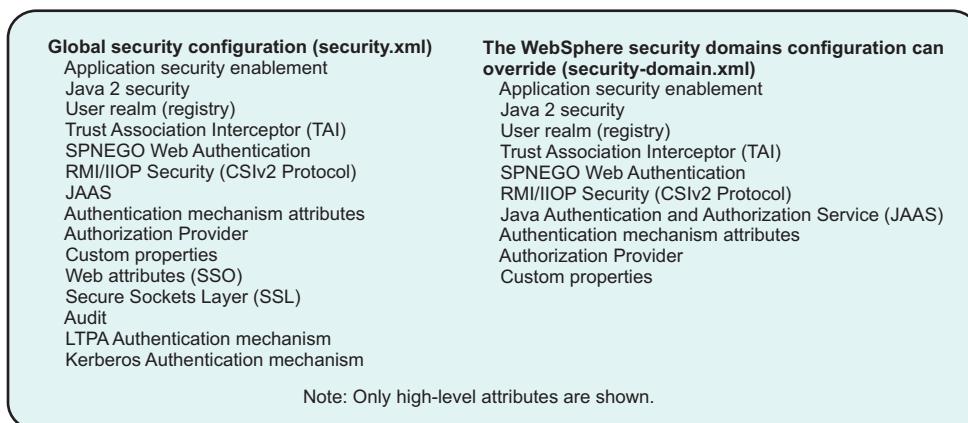 Global security configuration (security.xml)
Application security enablement
Java 2 security
User realm (registry)
Trust Association Interceptor (TAI)
SPNEGO Web Authentication
RMI/IIOP Security (CSIv2 Protocol)
JAAS
Authentication mechanism attributes
Authorization Provider
Custom properties
Web attributes (SSO)
Secure Sockets Layer (SSL)
Audit
LTPA Authentication mechanism
Kerberos Authentication mechanism
The WebSphere security domains configuration can
override (security-domain.xml)
Application security enablement
Java 2 security
User realm (registry)
Trust Association Interceptor (TAI)
SPNEGO Web Authentication
RMI/IIOP Security (CSIv2 Protocol)
Java Authentication and Authorization Service (JAAS)
Authentication mechanism attributes
Authorization Provider
Custom properties
Note: Only high-level attributes are shown.